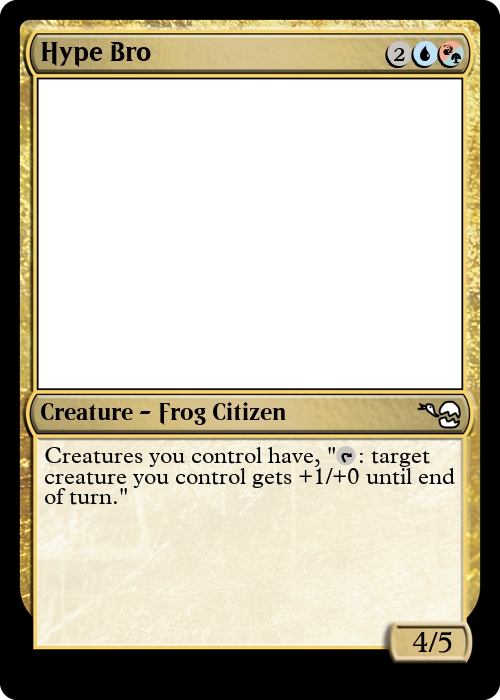 Hype Bro 2
Creature – Frog Citizen
Creatures you control have, ": target
creature you control gets +1/+0 until end
of turn."
4/5